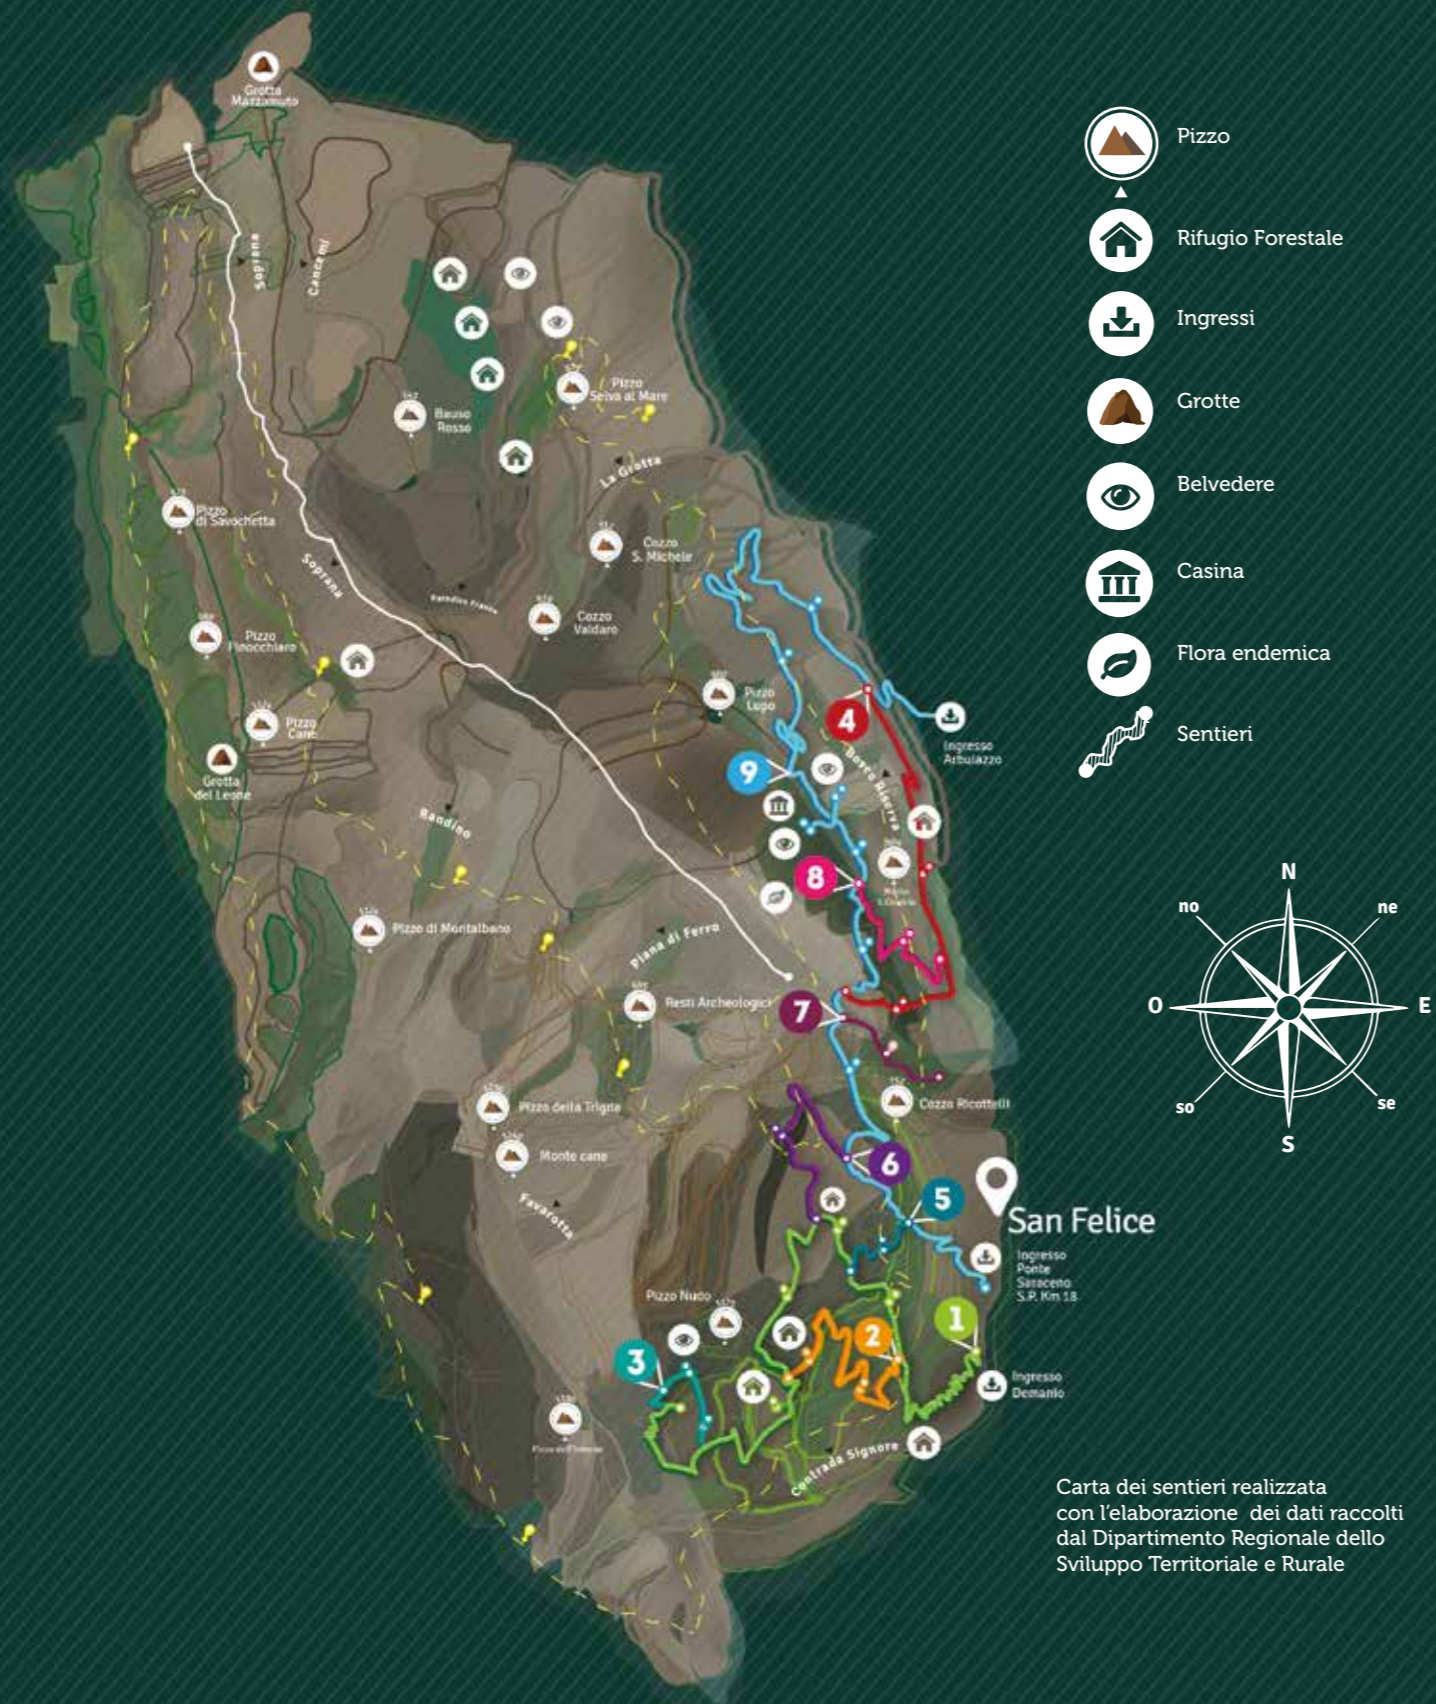 Grotta
Mazzamuto
Soprana
Cancemi
Bauso
Rosso
Pizzo
Selva al Mare
La Grotta
Pizzo
di Savochetta
Cozzo
S. Michele
Soprana
Cozzo
Valdaro
Pizzo
Finocchiaro
Pizzo
Lupo
Pizzo
Cane
Grotta
del Leone
4
Ingresso
Arbulazzo
9
Bosco Riserva
Bandino
8
Pizzo di Montalbano
Piana di Ferro
Resti Archeologici
7
Pizzo della Trigna
Cozzo Ricottelli
Monte cane
6
Favarotta
5
San Felice
Ingresso
Ponte
Saraceno
S.P. Km 18
Pizzo Nudo
1
2
3
Ingresso
Demanio
Contrada Signore
Pizzo
Rifugio Forestale
Ingressi
Grotte
Belvedere
Casina
Flora endemica
Sentieri
N
no
ne
O
E
so
se
S
Carta dei sentieri realizzata
con l'elaborazione dei dati raccolti
dal Dipartimento Regionale dello
Sviluppo Territoriale e Rurale